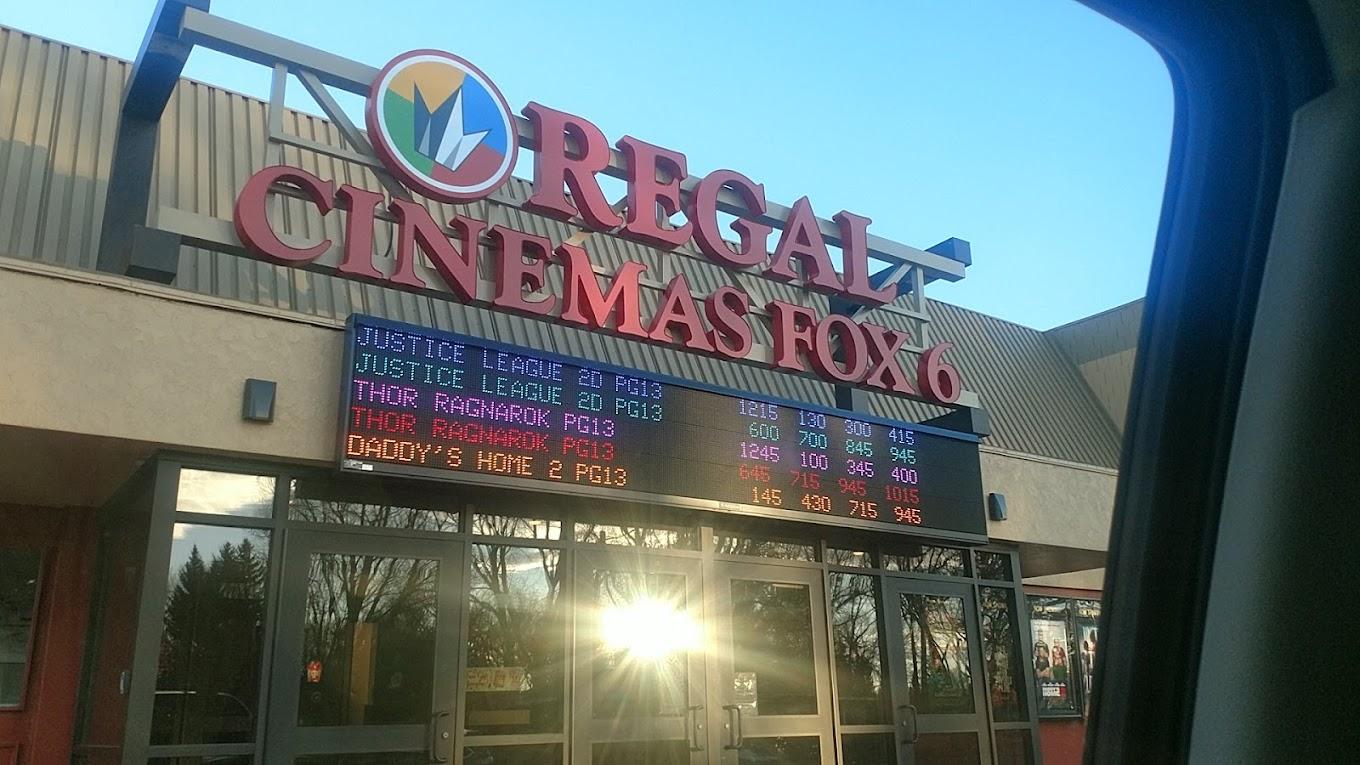 REGAL
CINEMAS FOX 6
JUSTICE LEAGUE 2D PG13 1215 130 300 415
JUSTICE LEAGUE 2D PG13 600 700 845 945
THOR RAGNAROK PG13 1245 100 345 400
THOR RAGNAROK PG13 645 715 945 1015
DADDY'S HOME 2 PG13 145 430 715 945